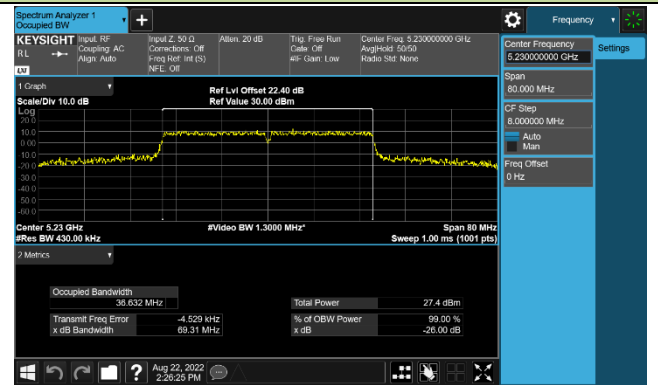 Spectrum Analyzer 1
Occupied BW
Frequency
KEYSIGHT
RL
LXI
Input: RF
Coupling: AC
Align: Auto
Input Z: 50 Ω
Corrections: Off
Freq Ref: Int (S)
NFE: Off
Atten: 20 dB
Trig: Free Run
Gate: Off
#IF Gain: Low
Center Freq: 5.230000000 GHz
Avg|Hold: 50/50
Radio Std: None
Center Frequency
5.230000000 GHz
Settings
Span
80.000 MHz
CF Step
8.000000 MHz
Auto
Man
Freq Offset
0 Hz
1 Graph
Scale/Div 10.0 dB
Ref Lvl Offset 22.40 dB
Ref Value 30.00 dBm
Log
20.0
10.0
0.00
-10.0
-20.0
-30.0
-40.0
-50.0
-60.0
Center 5.23 GHz
#Res BW 430.00 kHz
#Video BW 1.3000 MHz*
Span 80 MHz
Sweep 1.00 ms (1001 pts)
2 Metrics
Occupied Bandwidth
36.632 MHz
Total Power 27.4 dBm
Transmit Freq Error -4.529 kHz
% of OBW Power 99.00 %
x dB Bandwidth 69.31 MHz
x dB -26.00 dB
?
Aug 22, 2022
2:26:25 PM